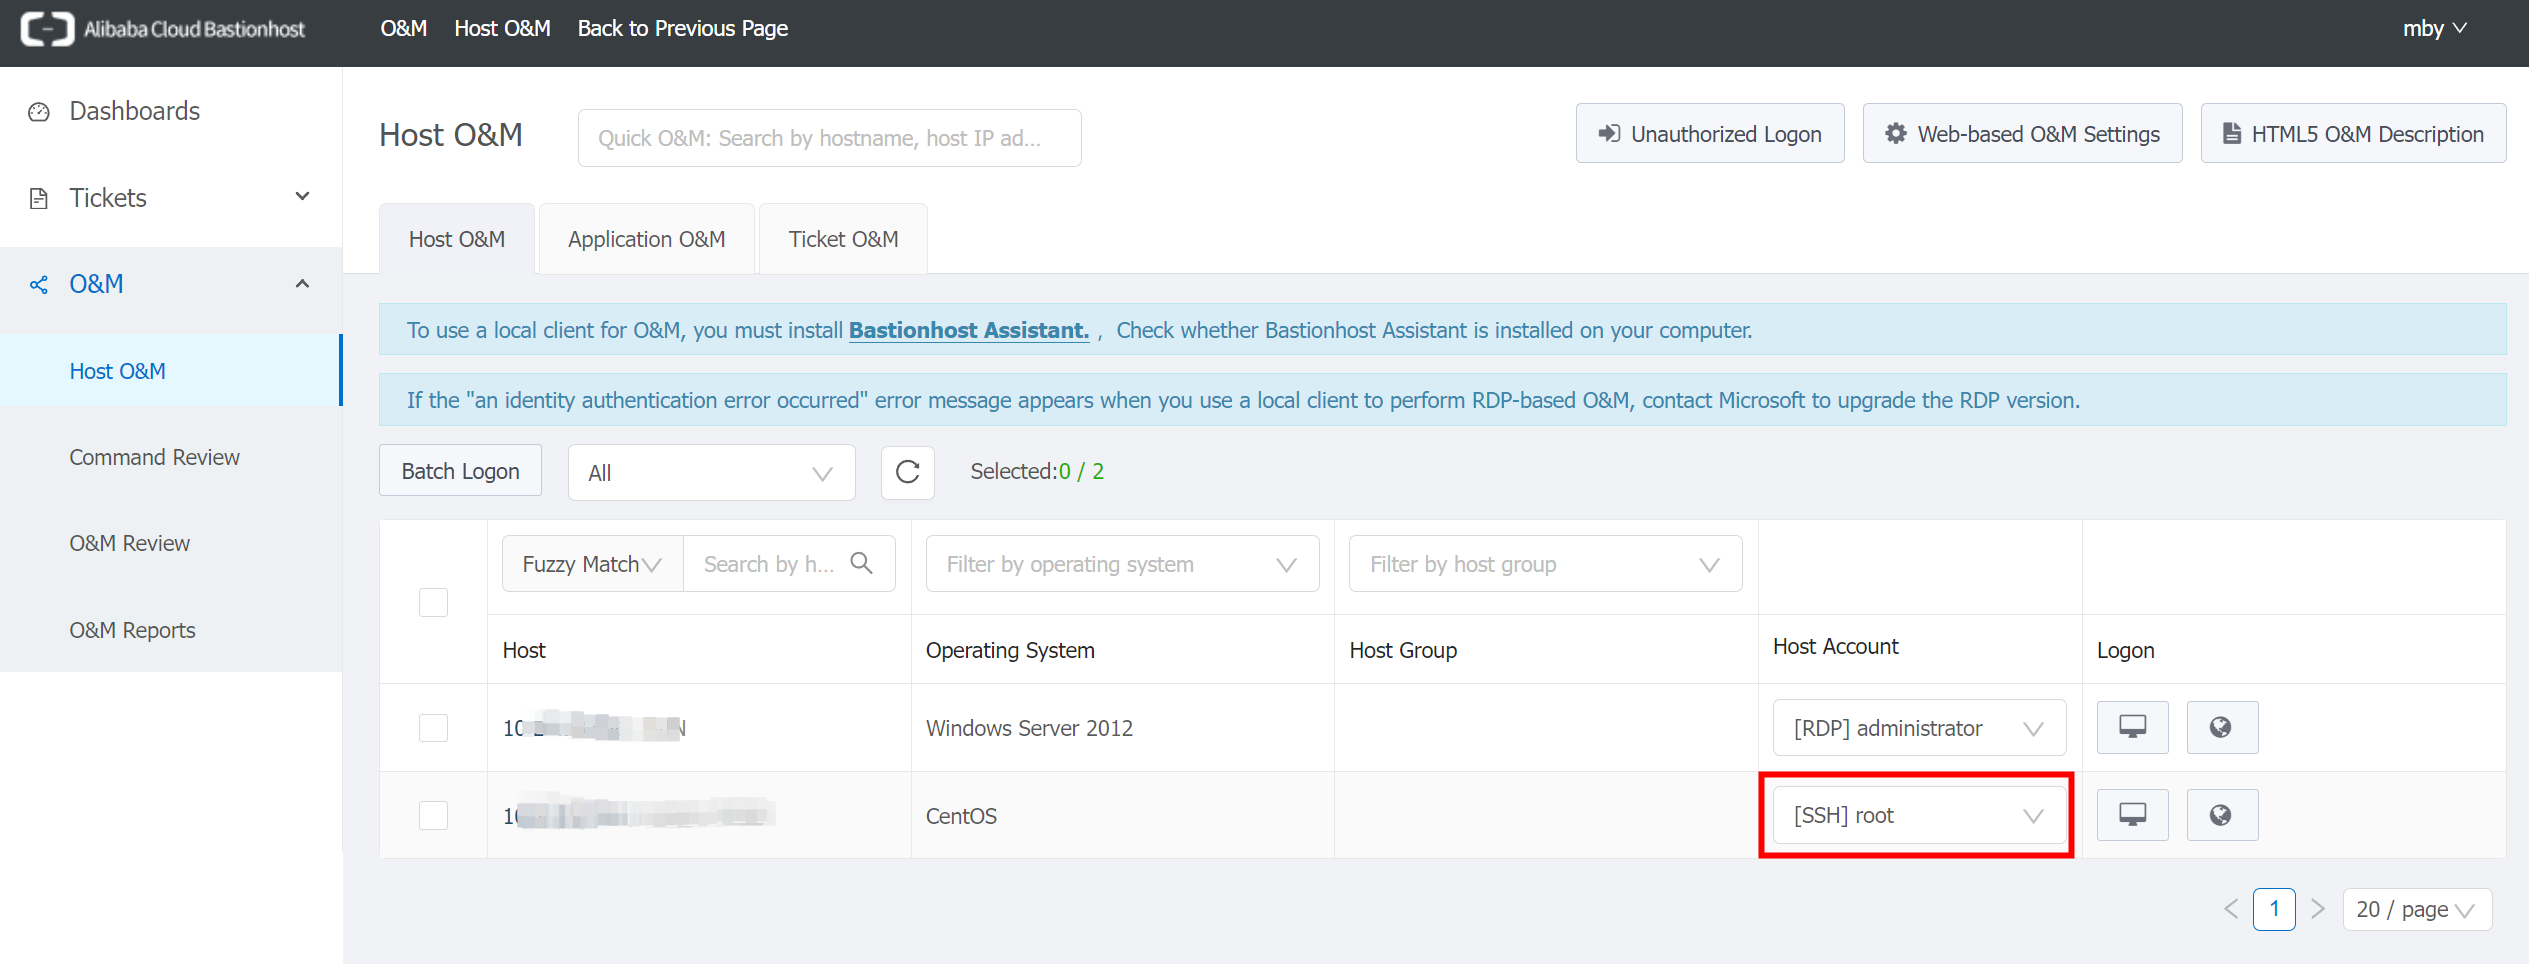 Alibaba Cloud Bastionhost
O&M Host O&M Back to Previous Page
mby
Dashboards
Tickets
O&M
Host O&M
Command Review
O&M Review
O&M Reports
Host O&M
Quick O&M: Search by hostname, host IP ad...
Unauthorized Logon
Web-based O&M Settings
HTML5 O&M Description
Host O&M
Application O&M
Ticket O&M
To use a local client for O&M, you must install Bastionhost Assistant. , Check whether Bastionhost Assistant is installed on your computer.
If the "an identity authentication error occurred" error message appears when you use a local client to perform RDP-based O&M, contact Microsoft to upgrade the RDP version.
Batch Logon
All
Selected:0 / 2
Fuzzy Match
Search by h...
Filter by operating system
Filter by host group
Host
Operating System
Host Group
Host Account
Logon
Windows Server 2012
[RDP] administrator
CentOS
[SSH] root
1
20 / page